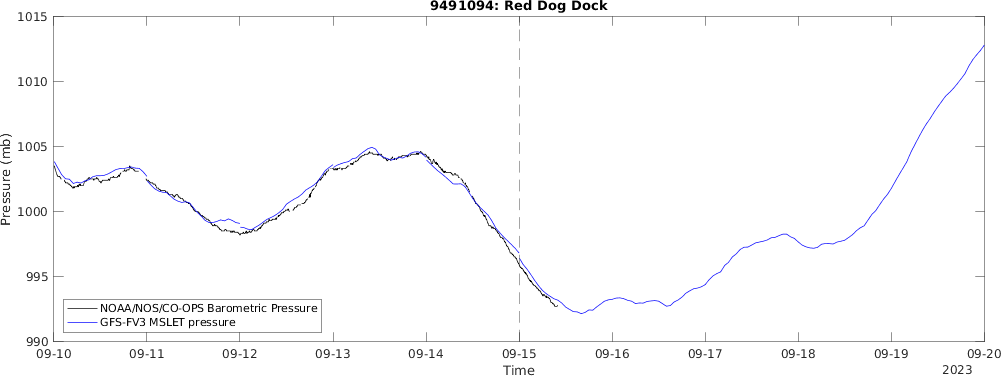 9491094: Red Dog Dock
1015
1010
1005
1000
995
990
Pressure (mb)
NOAA/NOS/CO-OPS Barometric Pressure
GFS-FV3 MSLET pressure
09-10 09-11 09-12 09-13 09-14 09-15 09-16 09-17 09-18 09-19 09-20
Time
2023